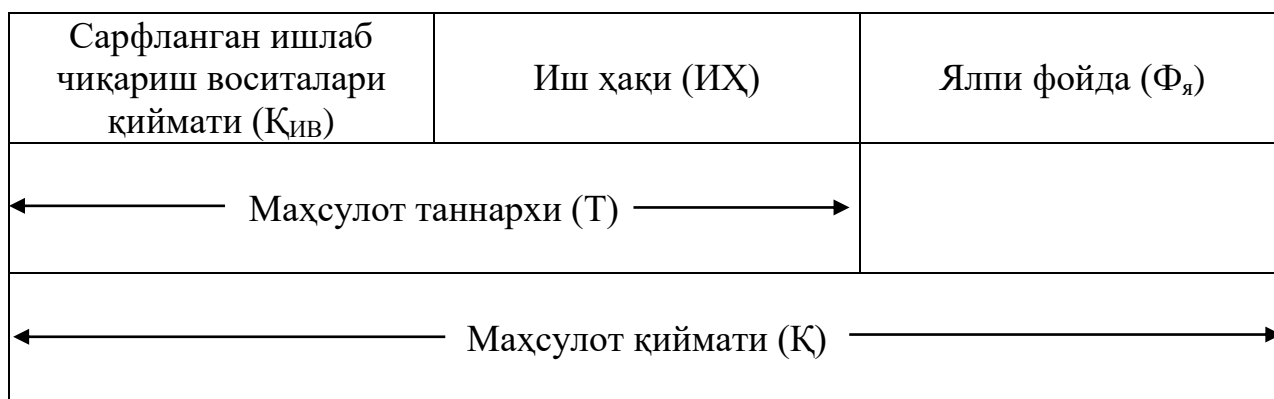 Сарфланган ишлаб
чиқариш воситалари
қиймати (ҚИВ)
Иш ҳақи (ИҲ)
Ялпи фойда (Фя)
Маҳсулот таннархи (Т)
Маҳсулот қиймати (Қ)